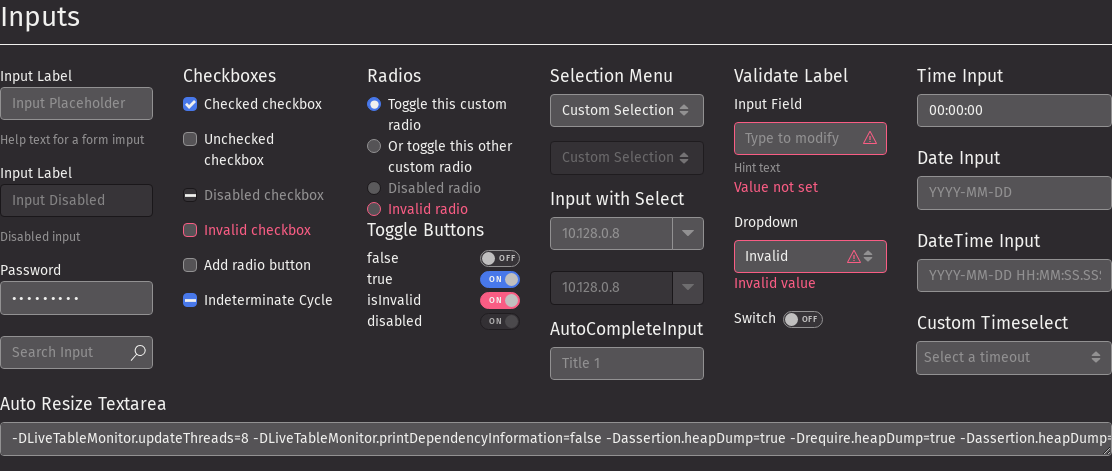 Inputs
Input Label
Input Placeholder
Help text for a form imput
Input Label
Input Disabled
Disabled input
Password
•••••••••
Search Input
Checkboxes
Checked checkbox
Unchecked
checkbox
Disabled checkbox
Invalid checkbox
Add radio button
Indeterminate Cycle
Radios
Toggle this custom
radio
Or toggle this other
custom radio
Disabled radio
Invalid radio
Toggle Buttons
false OFF
true ON
isInvalid ON
disabled ON
Selection Menu
Custom Selection
Custom Selection
Input with Select
10.128.0.8
10.128.0.8
AutoCompleteInput
Title 1
Validate Label
Input Field
Type to modify
Hint text
Value not set
Dropdown
Invalid
Invalid value
Switch OFF
Time Input
00:00:00
Date Input
YYYY-MM-DD
DateTime Input
YYYY-MM-DD HH:MM:SS.SS
Custom Timeselect
Select a timeout
Auto Resize Textarea
-DLiveTableMonitor.updateThreads=8 -DLiveTableMonitor.printDependencyInformation=false -Dassertion.heapDump=true -Drequire.heapDump=true -Dassertion.heapDump=